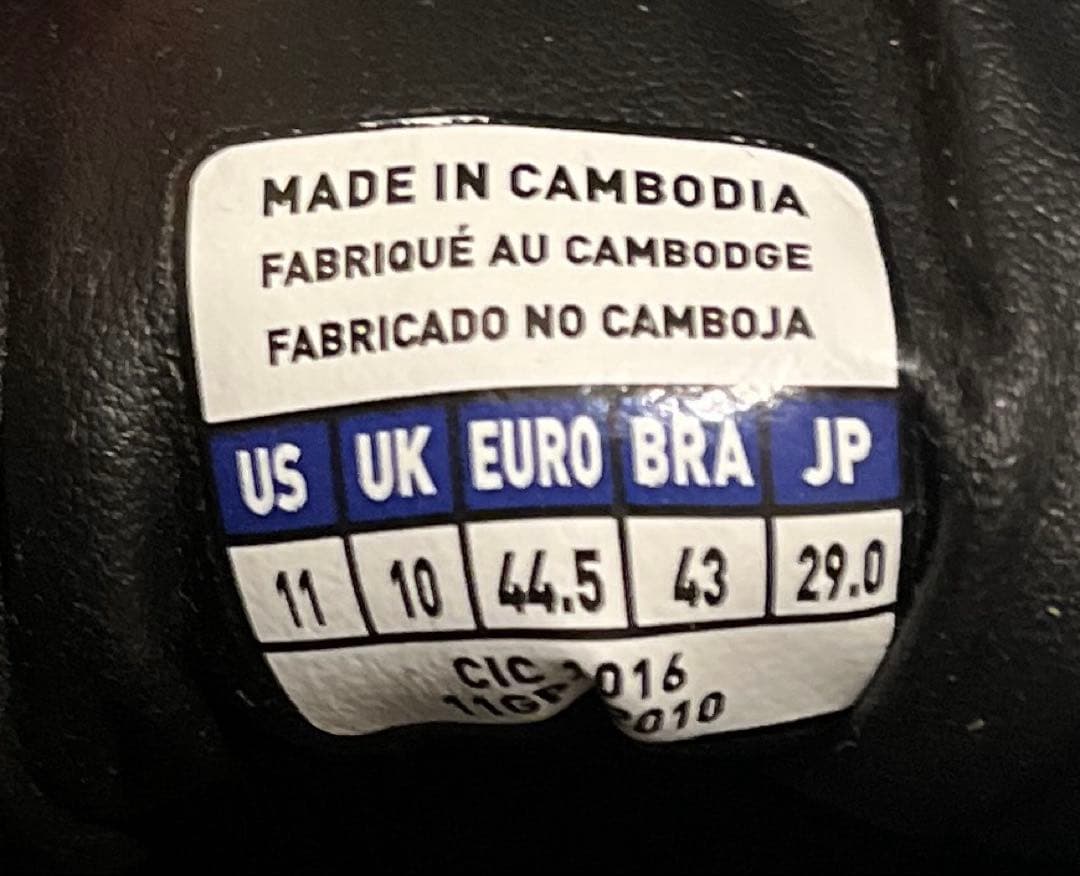 MADE IN CAMBODIA
FABRIQUÉ AU CAMBODGE
FABRICADO NO CAMBOJA
US UK EURO BRA JP
11 10 44.5 43 29.0
CIC